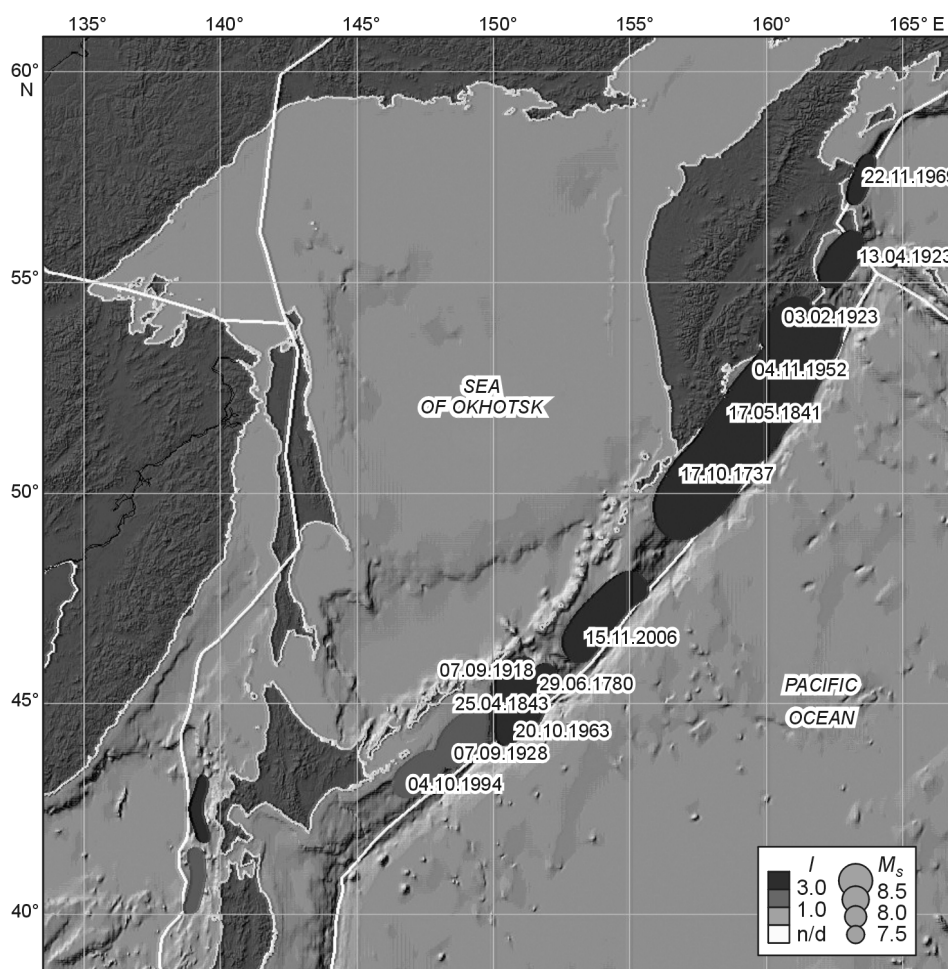 135° 140° 145° 150° 155° 160° 165° E
60°
N
22.11.1969
13.04.1923
55°
03.02.1923
04.11.1952
SEA
OF OKHOTSK
17.05.1841
17.10.1737
50°
15.11.2006
07.09.1918
29.06.1780
PACIFIC
45°
25.04.1843
OCEAN
20.10.1963
07.09.1928
04.10.1994
I Ms
3.0 8.5
1.0 8.0
n/d 7.5
40°